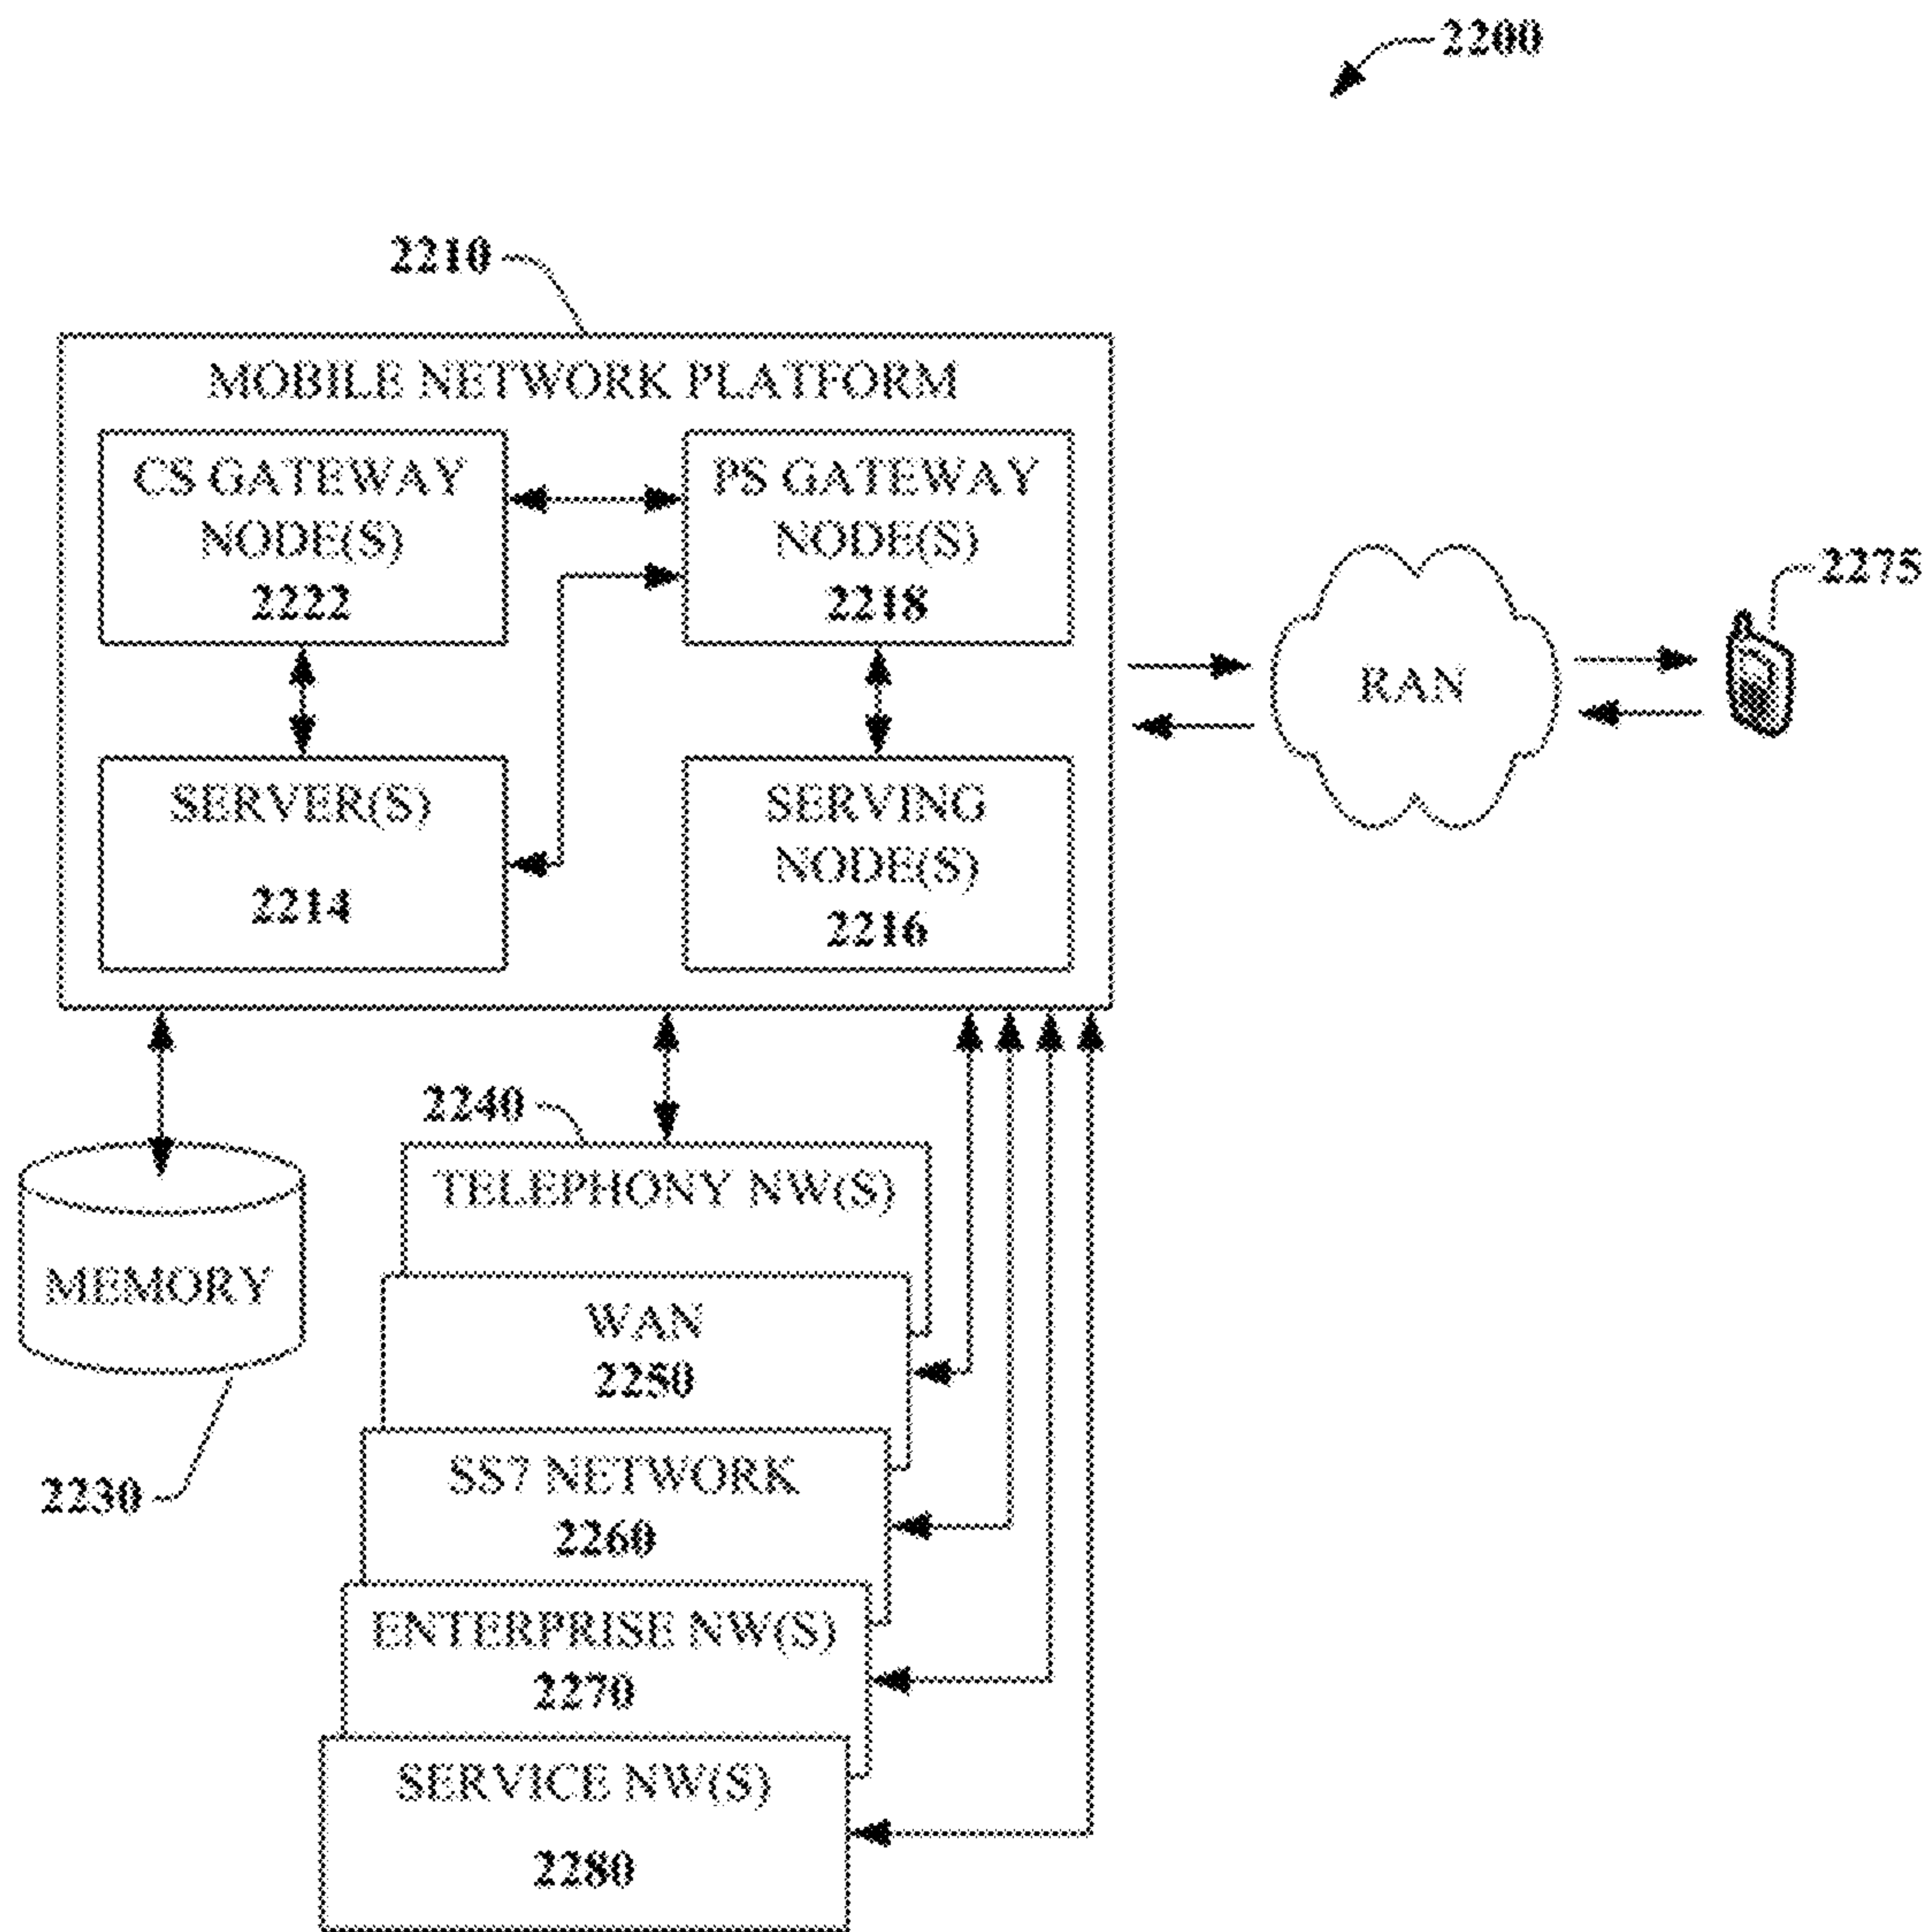 2200
2210
MOBILE NETWORK PLATFORM
CS GATEWAY
NODE(S)
2222
PS GATEWAY
NODE(S)
2218
SERVER(S)
2214
SERVING
NODE(S)
2216
RAN
2275
2240
TELEPHONY NW(S)
MEMORY
2230
WAN
2250
SS7 NETWORK
2260
ENTERPRISE NW(S)
2270
SERVICE NW(S)
2280